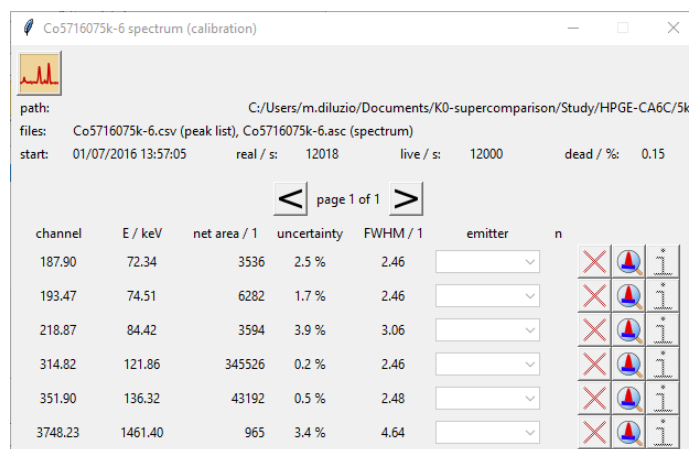 Co5716075k-6 spectrum (calibration)
path: C:/Users/m.diluzio/Documents/K0-supercomparison/Study/HPGE-CA6C/5k
files: Co5716075k-6.csv (peak list), Co5716075k-6.asc (spectrum)
start: 01/07/2016 13:57:05 real / s: 12018 live / s: 12000 dead / %: 0.15
< page 1 of 1 >
channel E / keV net area / 1 uncertainty FWHM / 1 emitter n
187.90 72.34 3536 2.5 % 2.46
193.47 74.51 6282 1.7 % 2.46
218.87 84.42 3594 3.9 % 3.06
314.82 121.86 345526 0.2 % 2.46
351.90 136.32 43192 0.5 % 2.48
3748.23 1461.40 965 3.4 % 4.64